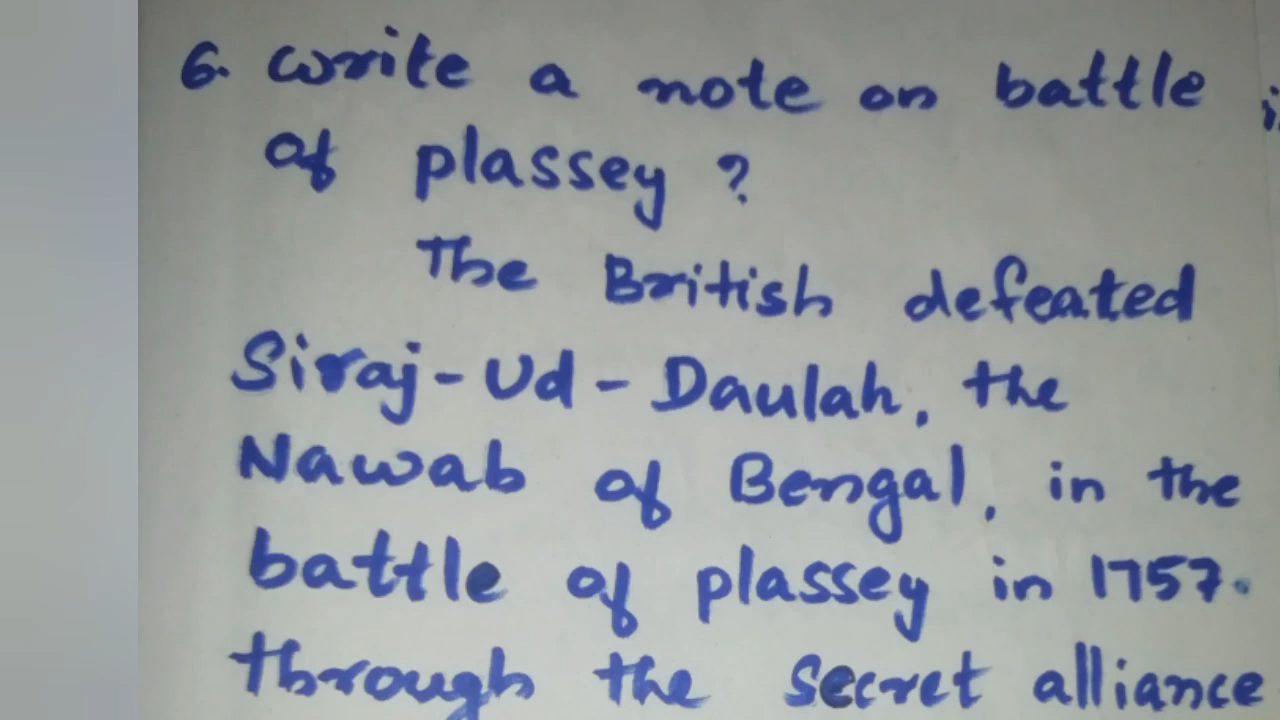 6. write a note on battle
of plassey ?
The British defeated
Siraj-Ud-Daulah, the
Nawab of Bengal, in the
battle of plassey in 1757.
through the secret alliance